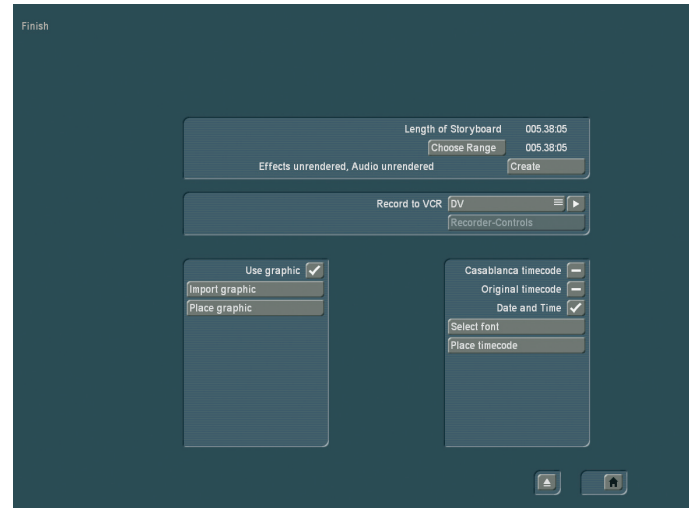 Finish
Length of Storyboard 005.38:05
Choose Range 005.38:05
Effects unrendered, Audio unrendered Create
Record to VCR DV
Recorder-Controls
Use graphic
Import graphic
Place graphic
Casablanca timecode
Original timecode
Date and Time
Select font
Place timecode